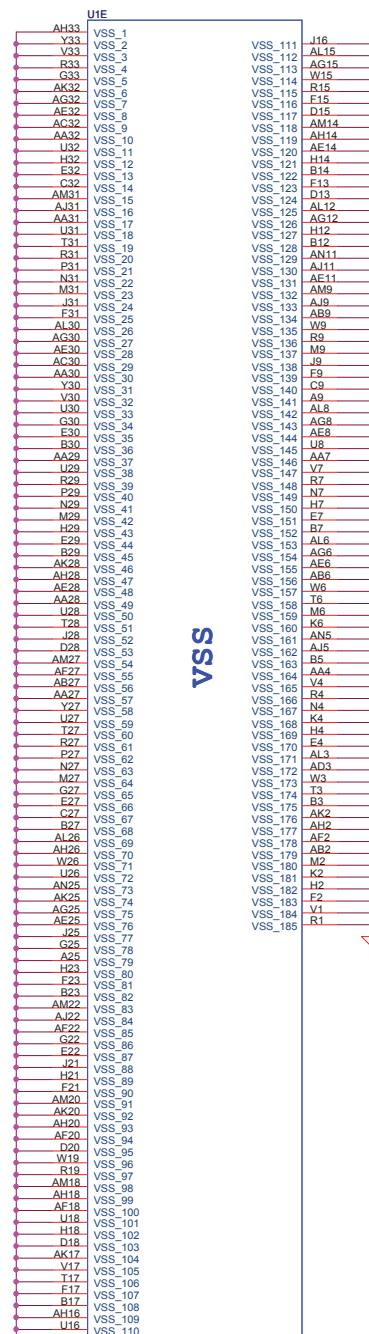 U1E
AH33 VSS_1
Y33 VSS_2
V33 VSS_3
R33 VSS_4
G33 VSS_5
AK32 VSS_6
AG32 VSS_7
AE32 VSS_8
AC32 VSS_9
AA32 VSS_10
U32 VSS_11
H32 VSS_12
E32 VSS_13
C32 VSS_14
AM31 VSS_15
AJ31 VSS_16
AA31 VSS_17
U31 VSS_18
T31 VSS_19
R31 VSS_20
P31 VSS_21
N31 VSS_22
M31 VSS_23
J31 VSS_24
F31 VSS_25
AL30 VSS_26
AG30 VSS_27
AE30 VSS_28
AC30 VSS_29
AA30 VSS_30
Y30 VSS_31
V30 VSS_32
U30 VSS_33
G30 VSS_34
E30 VSS_35
B30 VSS_36
AA29 VSS_37
U29 VSS_38
R29 VSS_39
P29 VSS_40
N29 VSS_41
M29 VSS_42
H29 VSS_43
E29 VSS_44
B29 VSS_45
AK28 VSS_46
AH28 VSS_47
AE28 VSS_48
AA28 VSS_49
U28 VSS_50
T28 VSS_51
J28 VSS_52
D28 VSS_53
AM27 VSS_54
AF27 VSS_55
AB27 VSS_56
AA27 VSS_57
Y27 VSS_58
U27 VSS_59
T27 VSS_60
R27 VSS_61
P27 VSS_62
N27 VSS_63
M27 VSS_64
G27 VSS_65
E27 VSS_66
C27 VSS_67
B27 VSS_68
AL26 VSS_69
AH26 VSS_70
W26 VSS_71
U26 VSS_72
AN25 VSS_73
AK25 VSS_74
AG25 VSS_75
AE25 VSS_76
J25 VSS_77
G25 VSS_78
A25 VSS_79
H23 VSS_80
F23 VSS_81
B23 VSS_82
AM22 VSS_83
AJ22 VSS_84
AF22 VSS_85
G22 VSS_86
E22 VSS_87
J21 VSS_88
H21 VSS_89
F21 VSS_90
AM20 VSS_91
AK20 VSS_92
AH20 VSS_93
AF20 VSS_94
D20 VSS_95
W19 VSS_96
R19 VSS_97
AM18 VSS_98
AH18 VSS_99
AF18 VSS_100
U18 VSS_101
H18 VSS_102
D18 VSS_103
AK17 VSS_104
V17 VSS_105
T17 VSS_106
F17 VSS_107
B17 VSS_108
AH16 VSS_109
U16 VSS_110
VSS
VSS_111 J16
VSS_112 AL15
VSS_113 AG15
VSS_114 W15
VSS_115 R15
VSS_116 F15
VSS_117 D15
VSS_118 AM14
VSS_119 AH14
VSS_120 AE14
VSS_121 H14
VSS_122 B14
VSS_123 F13
VSS_124 D13
VSS_125 AL12
VSS_126 AG12
VSS_127 H12
VSS_128 B12
VSS_129 AN11
VSS_130 AJ11
VSS_131 AE11
VSS_132 AM9
VSS_133 AJ9
VSS_134 AB9
VSS_135 W9
VSS_136 R9
VSS_137 M9
VSS_138 J9
VSS_139 F9
VSS_140 C9
VSS_141 A9
VSS_142 AL8
VSS_143 AG8
VSS_144 AE8
VSS_145 U8
VSS_146 AA7
VSS_147 V7
VSS_148 R7
VSS_149 N7
VSS_150 H7
VSS_151 E7
VSS_152 B7
VSS_153 AL6
VSS_154 AG6
VSS_155 AE6
VSS_156 AB6
VSS_157 W6
VSS_158 T6
VSS_159 M6
VSS_160 K6
VSS_161 AN5
VSS_162 AJ5
VSS_163 B5
VSS_164 AA4
VSS_165 V4
VSS_166 R4
VSS_167 N4
VSS_168 K4
VSS_169 H4
VSS_170 E4
VSS_171 AL3
VSS_172 AD3
VSS_173 W3
VSS_174 T3
VSS_175 B3
VSS_176 AK2
VSS_177 AH2
VSS_178 AF2
VSS_179 AB2
VSS_180 M2
VSS_181 K2
VSS_182 H2
VSS_183 F2
VSS_184 V1
VSS_185 R1